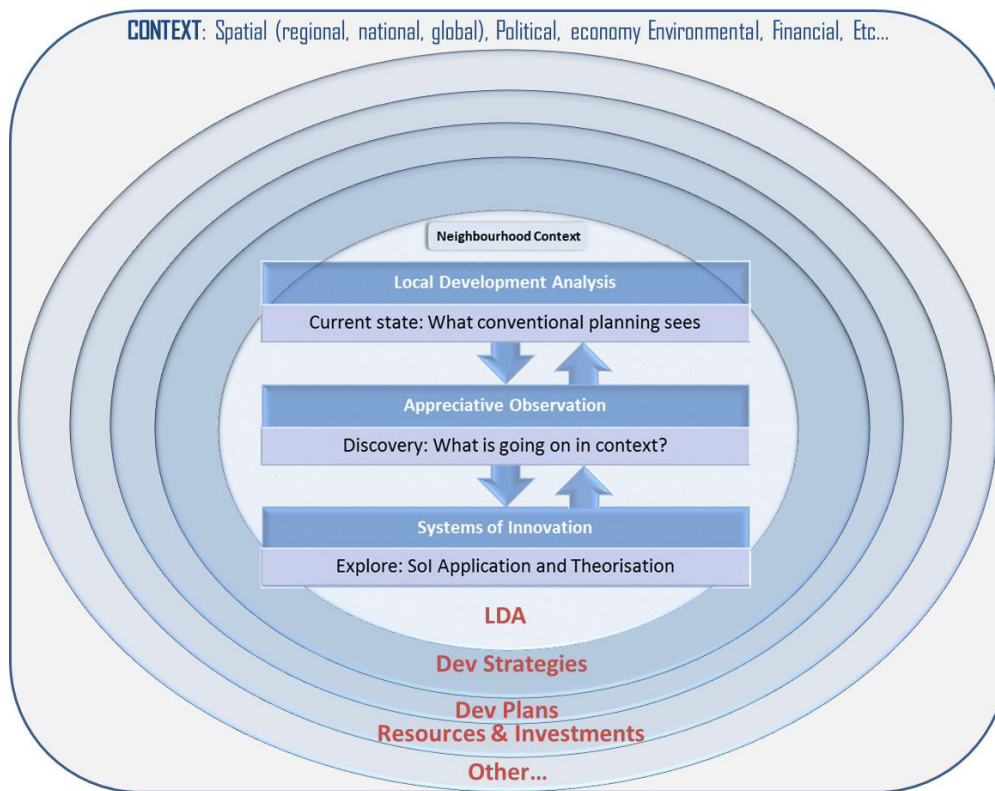 CONTEXT: Spatial (regional, national, global), Political, economy Environmental, Financial, Etc...
Neighbourhood Context
Local Development Analysis
Current state: What conventional planning sees
Appreciative Observation
Discovery: What is going on in context?
Systems of Innovation
Explore: SoI Application and Theorisation
LDA
Dev Strategies
Dev Plans
Resources & Investments
Other...